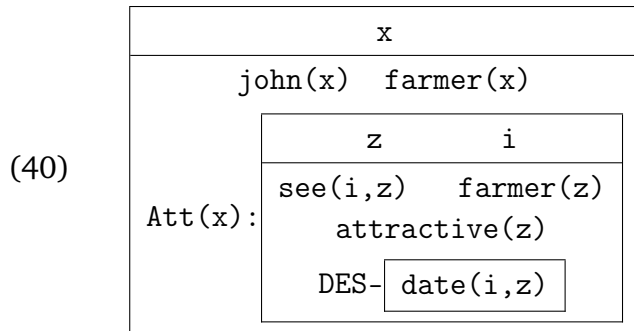 x
john(x) farmer(x)
(40)
z i
see(i,z) farmer(z)
Att(x):
attractive(z)
DES- date(i,z)